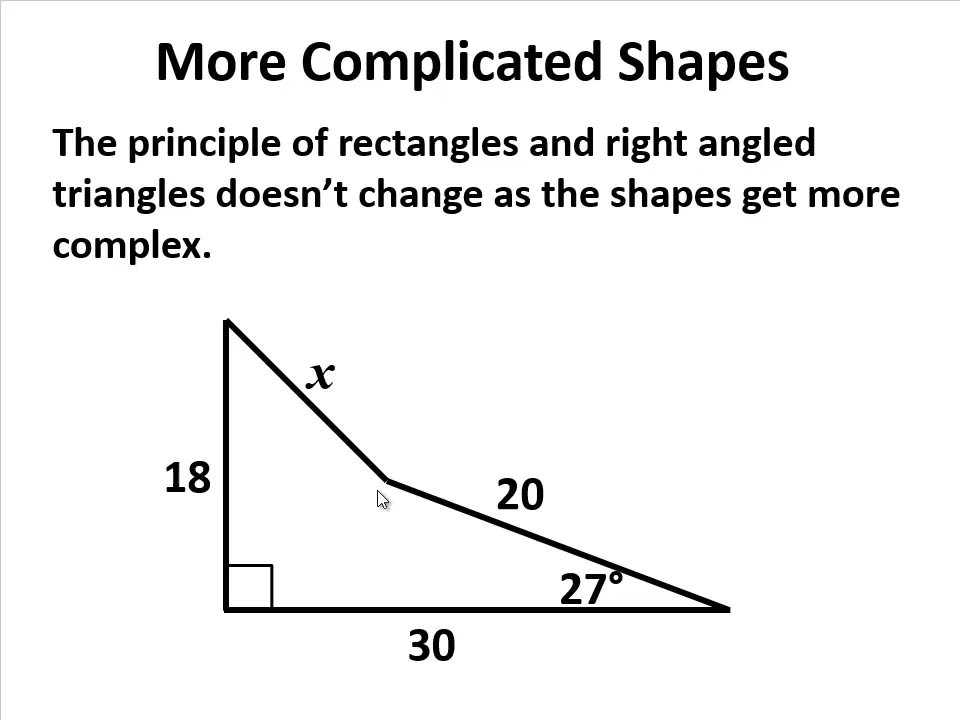 More Complicated Shapes
The principle of rectangles and right angled
triangles doesn’t change as the shapes get more
complex.
x
18
20
27°
30